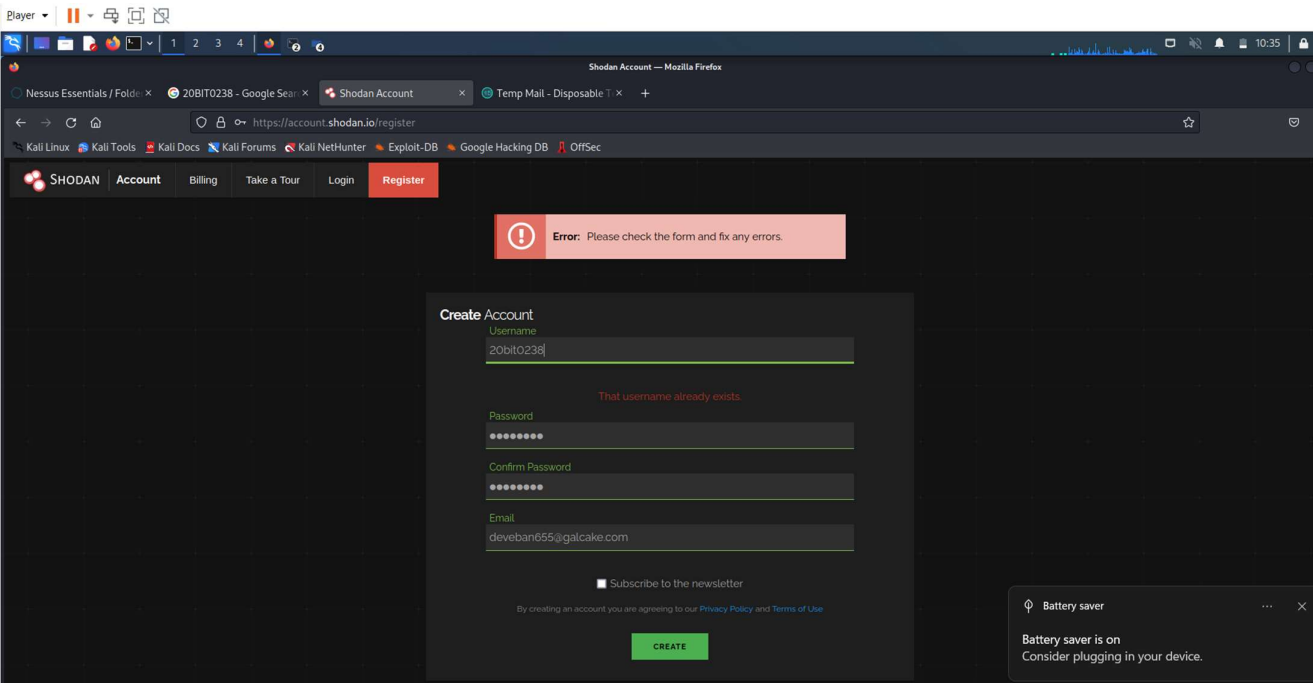 Player
1 2 3 4 2 4 10:35
Shodan Account — Mozilla Firefox
Nessus Essentials / Folde 20BIT0238 - Google Sear Shodan Account Temp Mail - Disposable T
https://account.shodan.io/register
Kali Linux Kali Tools Kali Docs Kali Forums Kali NetHunter Exploit-DB Google Hacking DB OffSec
SHODAN Account Billing Take a Tour Login Register
Error: Please check the form and fix any errors.
Create Account
Username
20bit0238
That username already exists.
Password
Confirm Password
Email
deveban655@galcake.com
Subscribe to the newsletter
By creating an account you are agreeing to our Privacy Policy and Terms of Use
CREATE
Battery saver
Battery saver is on
Consider plugging in your device.